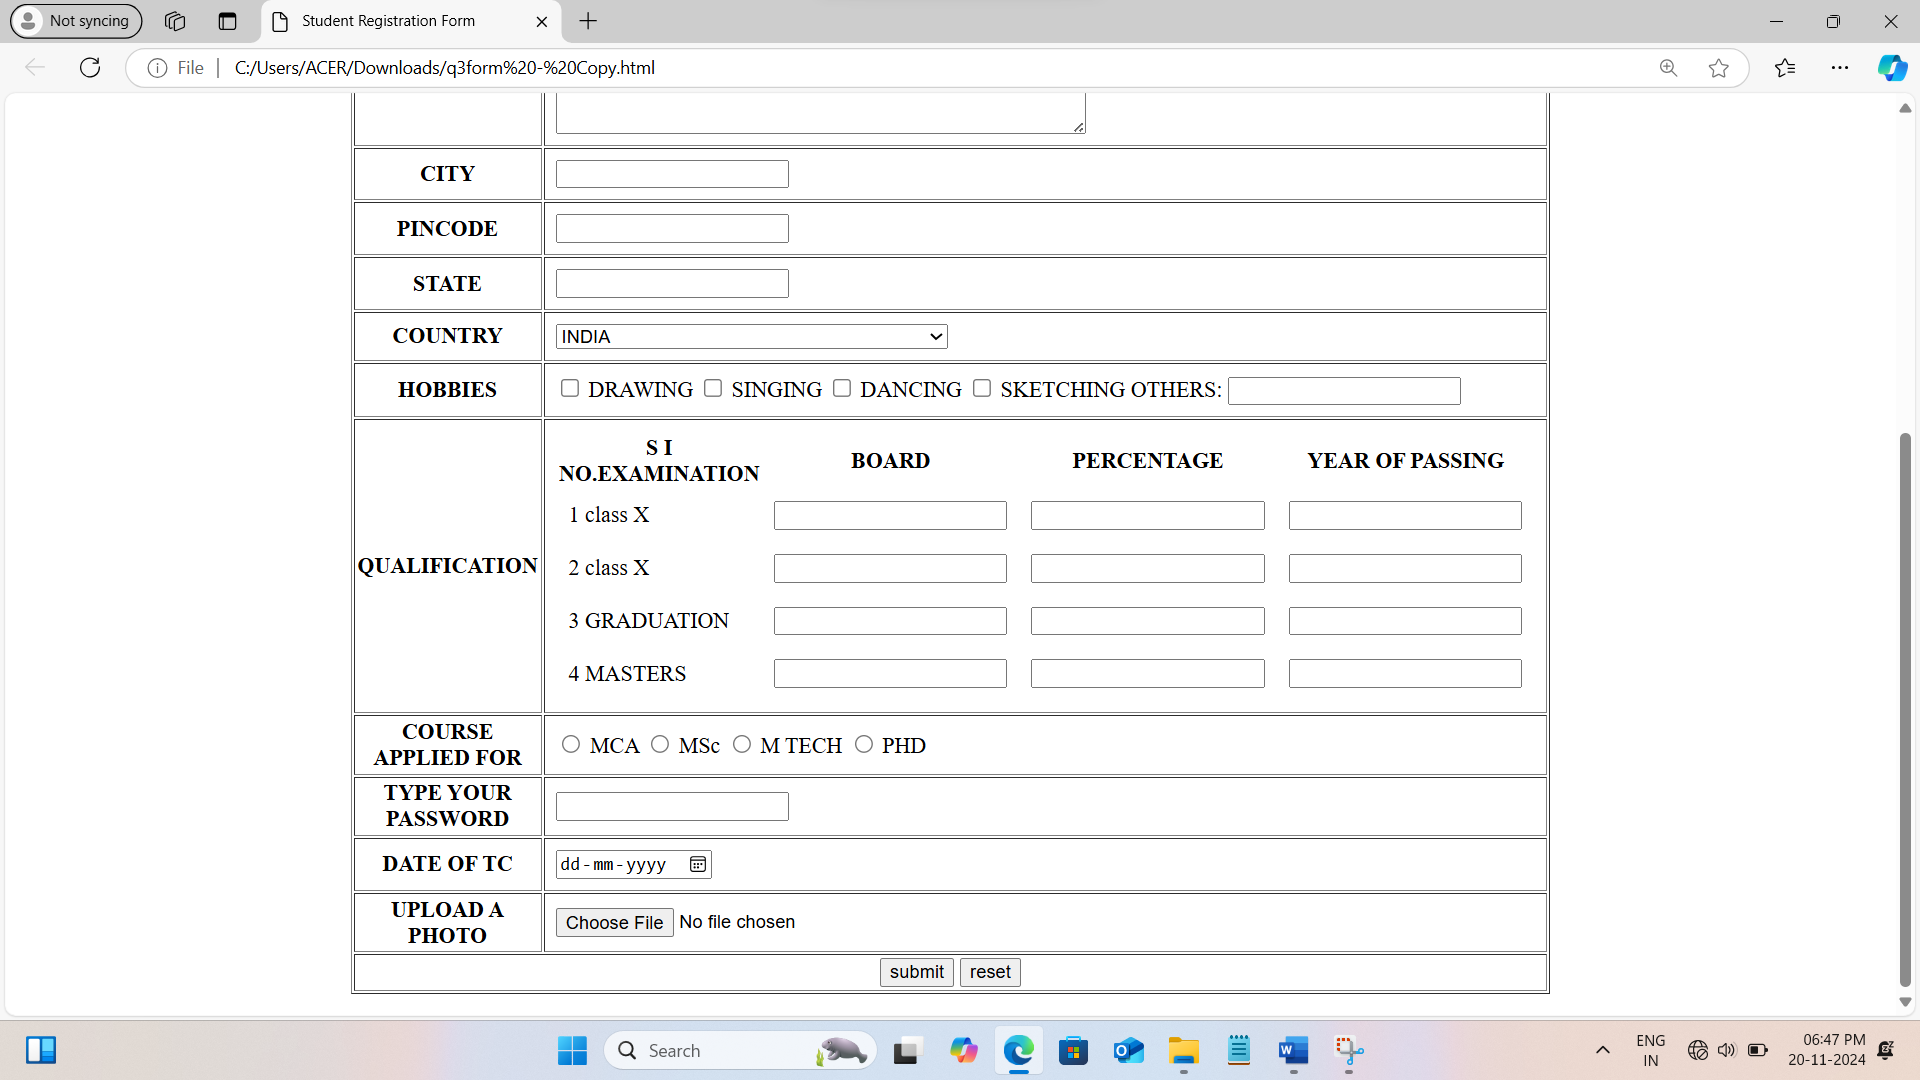 Not syncing
Student Registration Form
File
C:/Users/ACER/Downloads/q3form%20-%20Copy.html
CITY
PINCODE
STATE
COUNTRY INDIA
HOBBIES DRAWING SINGING DANCING SKETCHING OTHERS:
QUALIFICATION
S I
NO.EXAMINATION BOARD PERCENTAGE YEAR OF PASSING
1 class X
2 class X
3 GRADUATION
4 MASTERS
COURSE
APPLIED FOR
MCA MSc M TECH PHD
TYPE YOUR
PASSWORD
DATE OF TC dd-mm-yyyy
UPLOAD A
PHOTO
Choose File No file chosen
submit reset
Search
ENG
IN
06:47 PM
20-11-2024